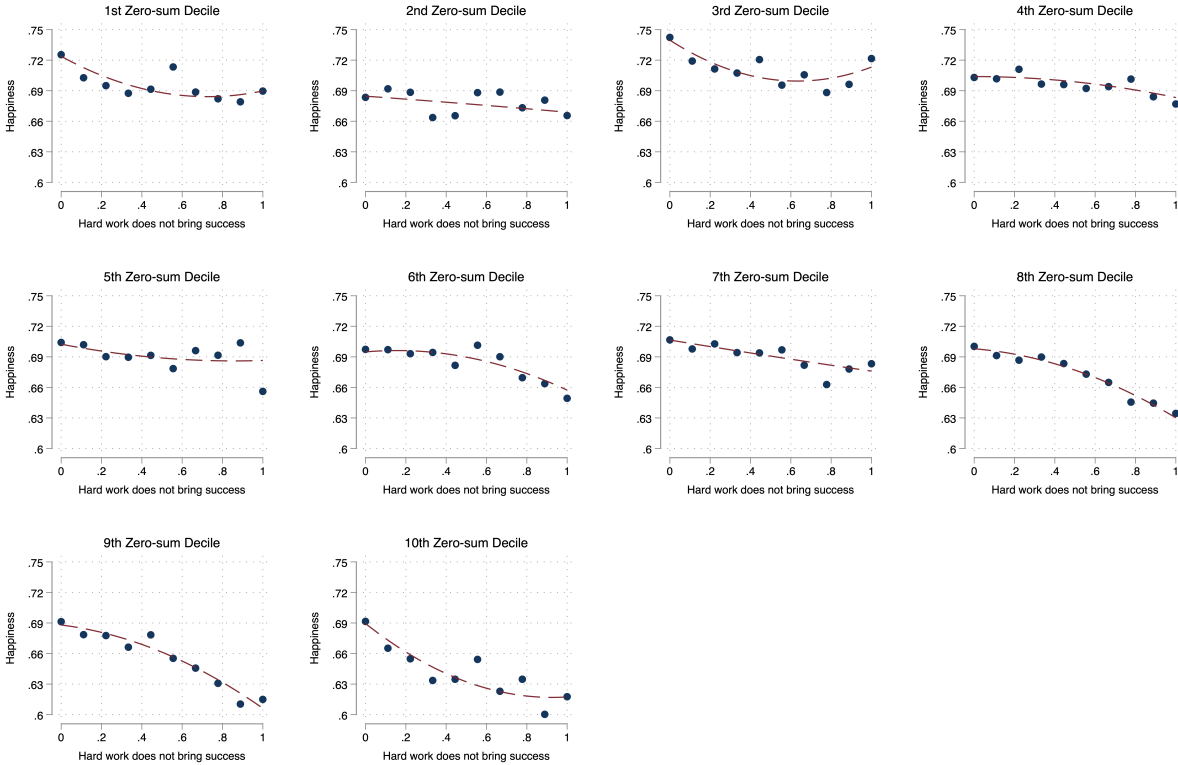 1st Zero-sum Decile
Happiness
.75
.72
.69
.66
.63
.6
0 .2 .4 .6 .8 1
Hard work does not bring success
2nd Zero-sum Decile
Happiness
.75
.72
.69
.66
.63
.6
0 .2 .4 .6 .8 1
Hard work does not bring success
3rd Zero-sum Decile
Happiness
.75
.72
.69
.66
.63
.6
0 .2 .4 .6 .8 1
Hard work does not bring success
4th Zero-sum Decile
Happiness
.75
.72
.69
.66
.63
.6
0 .2 .4 .6 .8 1
Hard work does not bring success
5th Zero-sum Decile
Happiness
.75
.72
.69
.66
.63
.6
0 .2 .4 .6 .8 1
Hard work does not bring success
6th Zero-sum Decile
Happiness
.75
.72
.69
.66
.63
.6
0 .2 .4 .6 .8 1
Hard work does not bring success
7th Zero-sum Decile
Happiness
.75
.72
.69
.66
.63
.6
0 .2 .4 .6 .8 1
Hard work does not bring success
8th Zero-sum Decile
Happiness
.75
.72
.69
.66
.63
.6
0 .2 .4 .6 .8 1
Hard work does not bring success
9th Zero-sum Decile
Happiness
.75
.72
.69
.66
.63
.6
0 .2 .4 .6 .8 1
Hard work does not bring success
10th Zero-sum Decile
Happiness
.75
.72
.69
.66
.63
.6
0 .2 .4 .6 .8 1
Hard work does not bring success